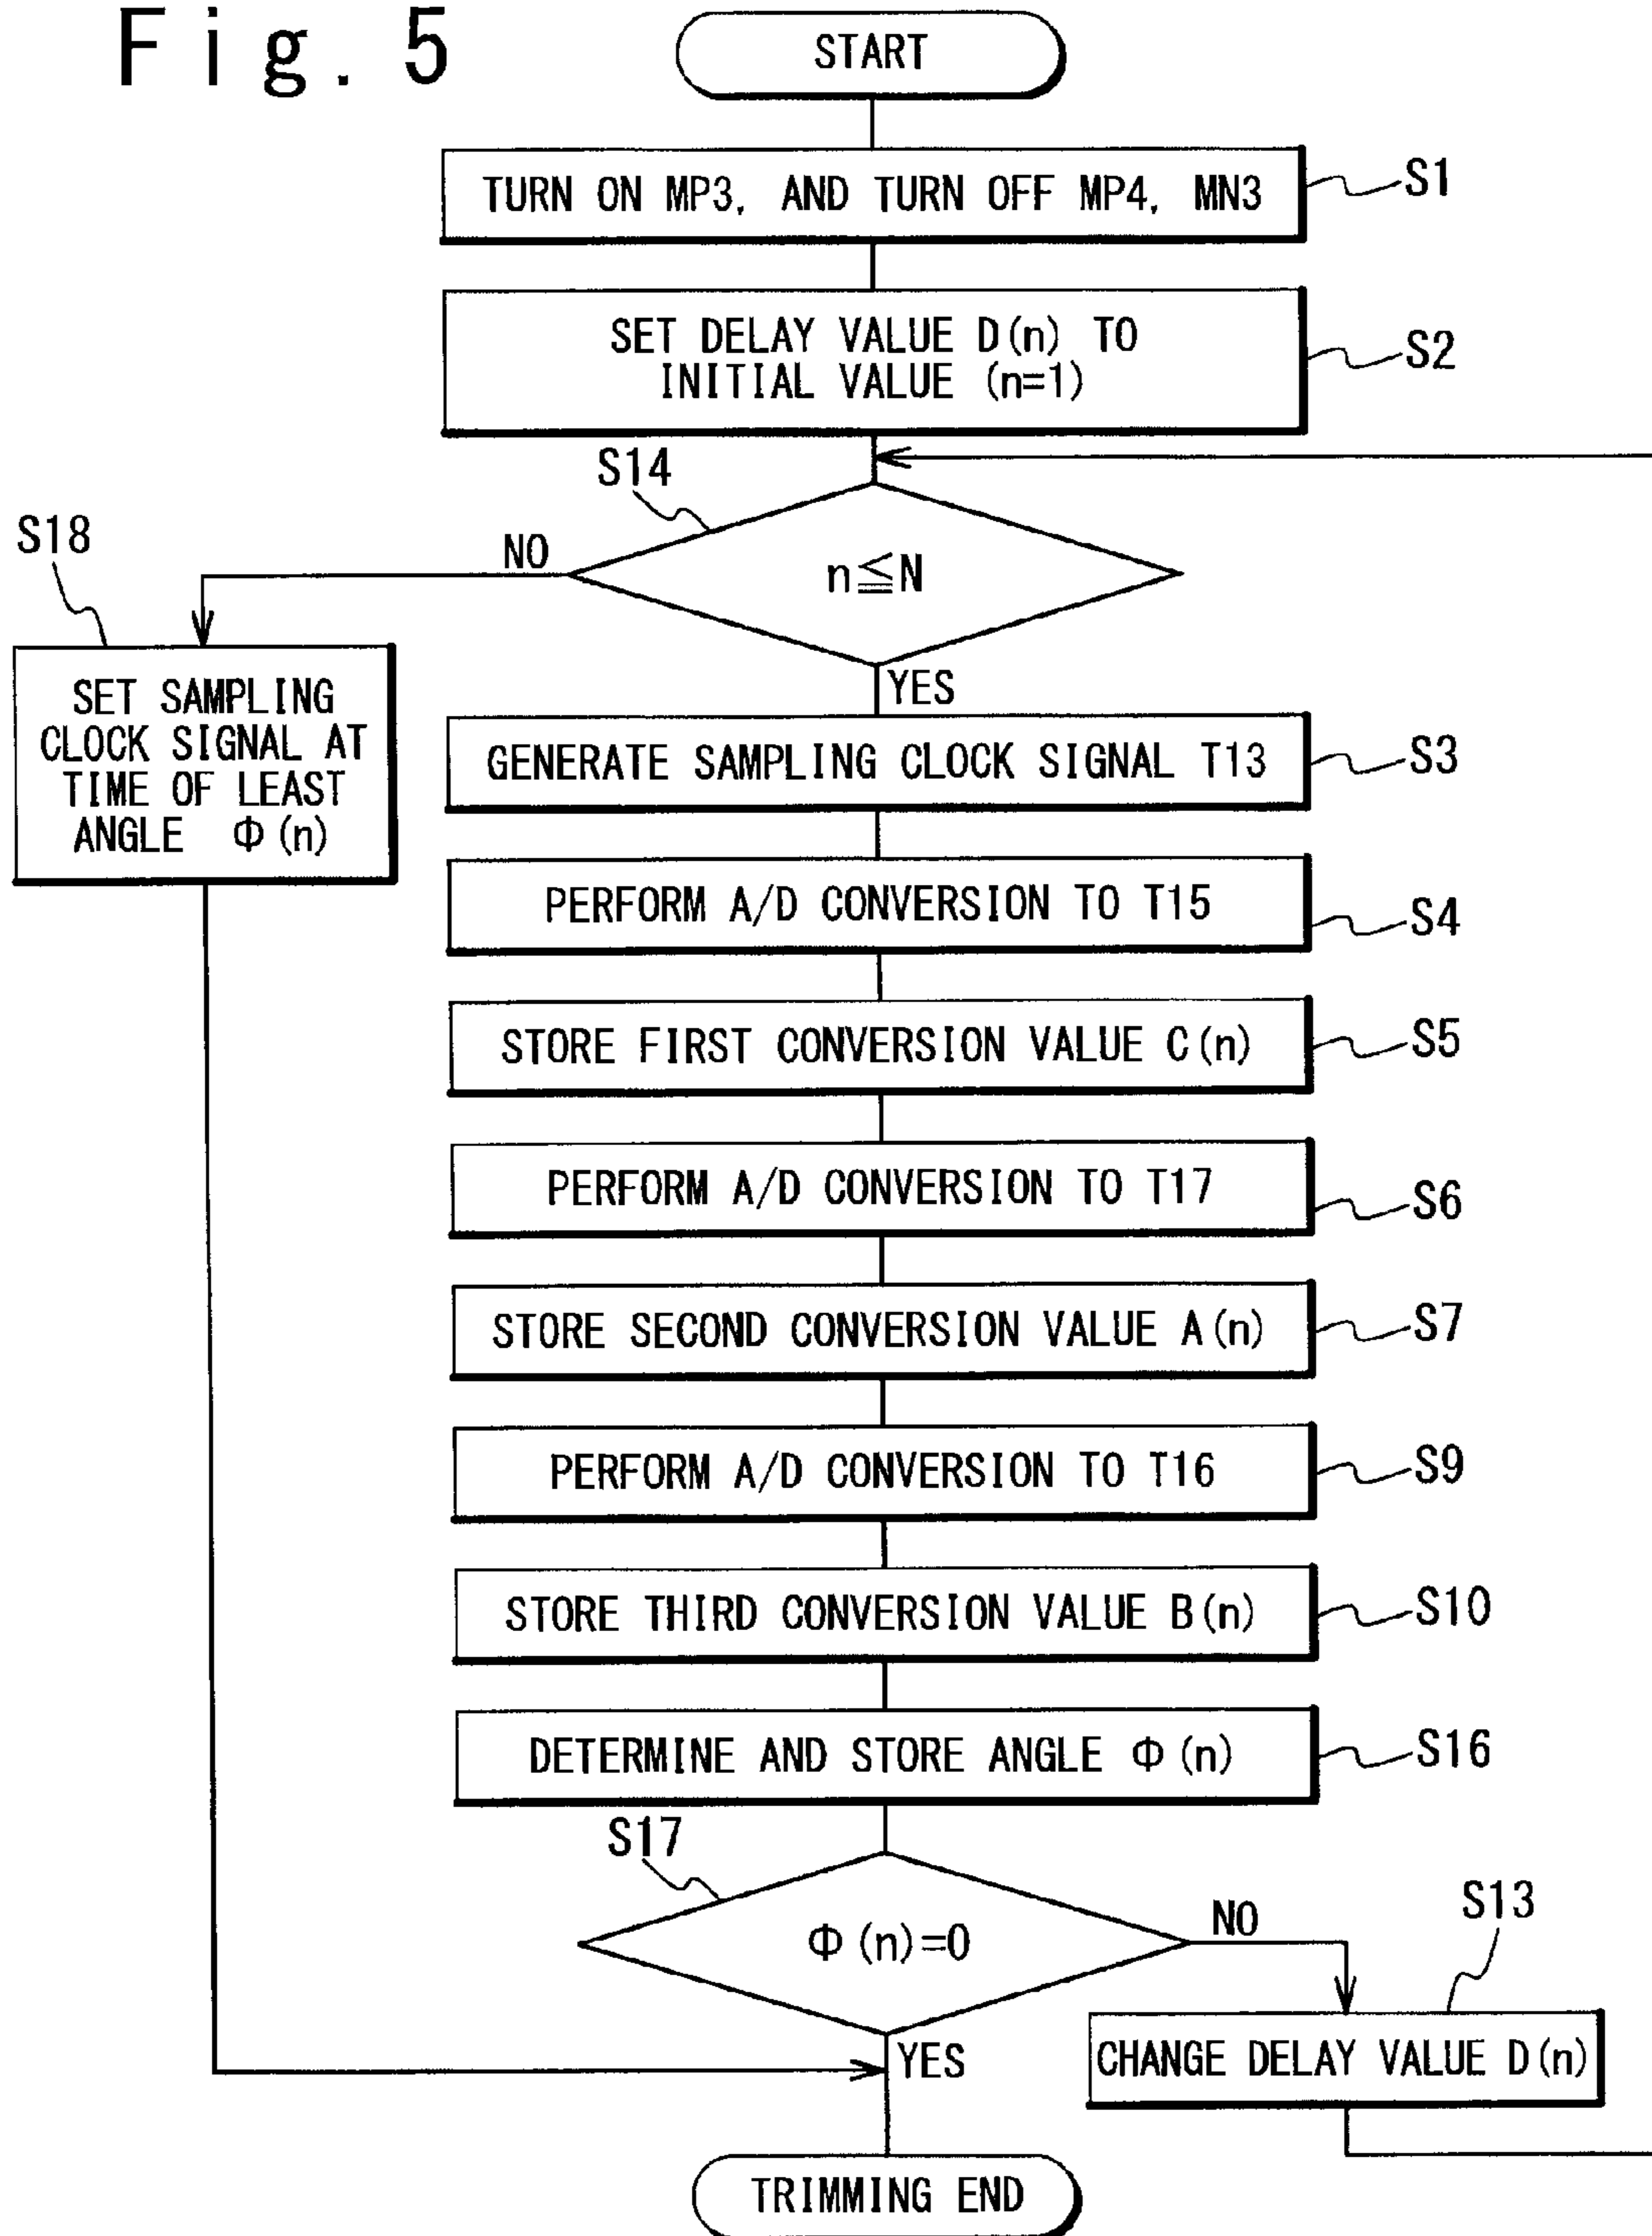 Fig. 5
START
TURN ON MP3, AND TURN OFF MP4, MN3
S1
SET DELAY VALUE D(n) TO
INITIAL VALUE (n=1)
S2
S14
n≦N
NO
S18
SET SAMPLING
CLOCK SIGNAL AT
TIME OF LEAST
ANGLE Φ(n)
YES
GENERATE SAMPLING CLOCK SIGNAL T13
S3
PERFORM A/D CONVERSION TO T15
S4
STORE FIRST CONVERSION VALUE C(n)
S5
PERFORM A/D CONVERSION TO T17
S6
STORE SECOND CONVERSION VALUE A(n)
S7
PERFORM A/D CONVERSION TO T16
S9
STORE THIRD CONVERSION VALUE B(n)
S10
DETERMINE AND STORE ANGLE Φ(n)
S16
S17
Φ(n)=0
NO
S13
CHANGE DELAY VALUE D(n)
YES
TRIMMING END